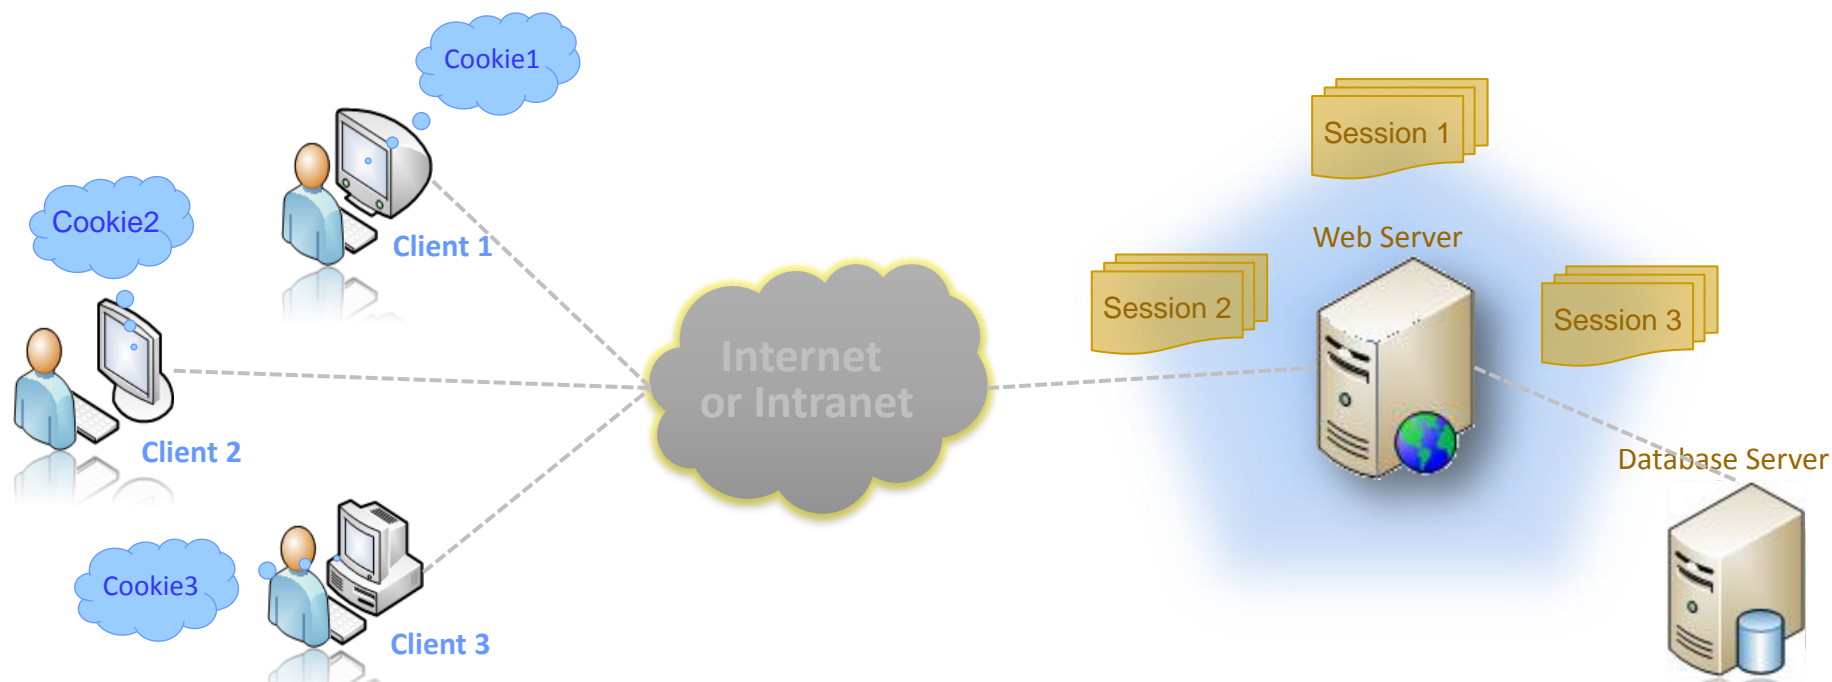 Cookie1
Client 1
Cookie2
Client 2
Cookie3
Client 3
Internet
or Intranet
Session 1
Web Server
Session 2
Session 3
Database Server